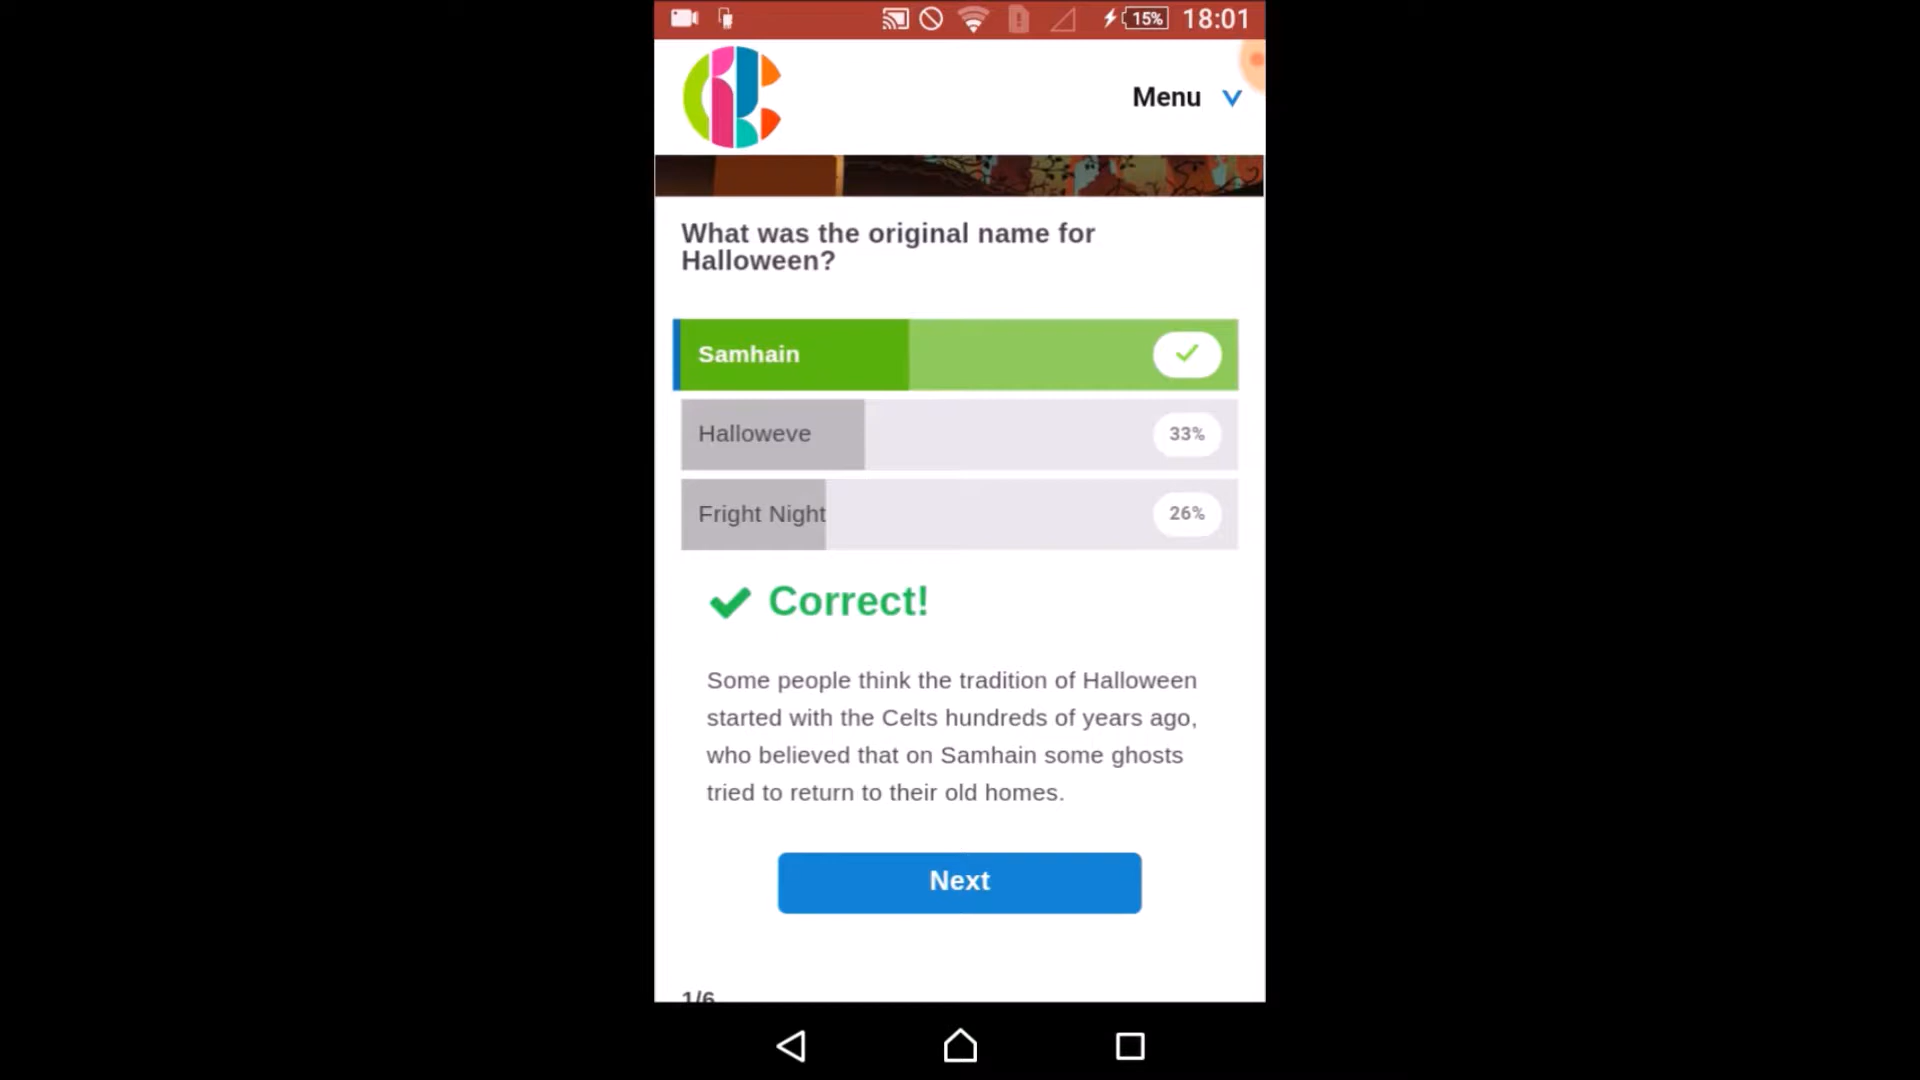 15% 18:01
Menu
What was the original name for
Halloween?
Samhain
Halloweve 33%
Fright Night 26%
Correct!
Some people think the tradition of Halloween
started with the Celts hundreds of years ago,
who believed that on Samhain some ghosts
tried to return to their old homes.
Next
1/6